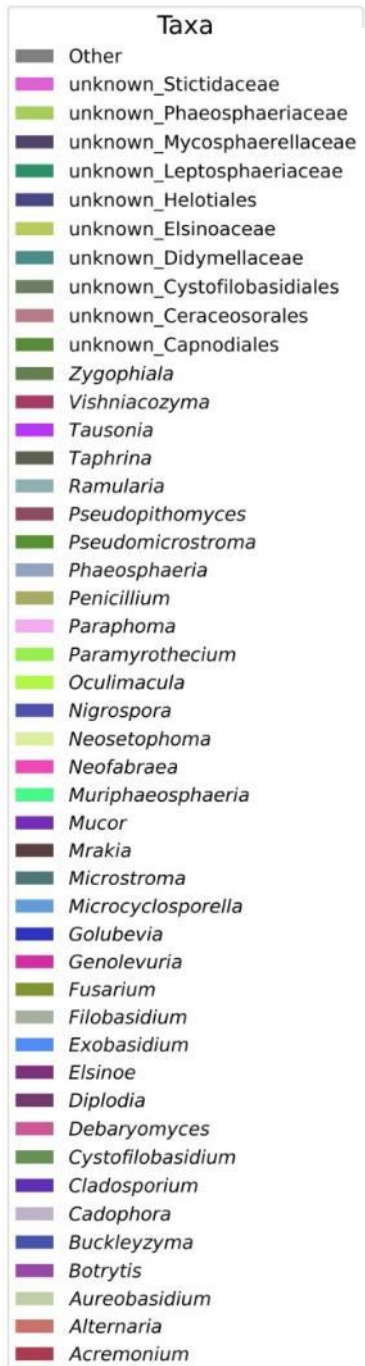 Taxa
Other
unknown_Stictidaceae
unknown_Phaeosphaeriaceae
unknown_Mycosphaerellaceae
unknown_Leptosphaeriaceae
unknown_Helotiales
unknown_Elsinoaceae
unknown_Didymellaceae
unknown_Cystofilobasidiales
unknown_Ceraceosorales
unknown_Capnodiales
Zygophiala
Vishniacozyma
Tausonia
Taphrina
Ramularia
Pseudopithomyces
Pseudomicrostroma
Phaeosphaeria
Penicillium
Paraphoma
Paramyrothecium
Oculimacula
Nigrospora
Neosetophoma
Neofabraea
Muriphaeosphaeria
Mucor
Mrakia
Microstroma
Microcyclosporella
Golubevia
Genolevuria
Fusarium
Filobasidium
Exobasidium
Elsinoe
Diplodia
Debaryomyces
Cystofilobasidium
Cladosporium
Cadophora
Buckleyzyma
Botrytis
Aureobasidium
Alternaria
Acremonium